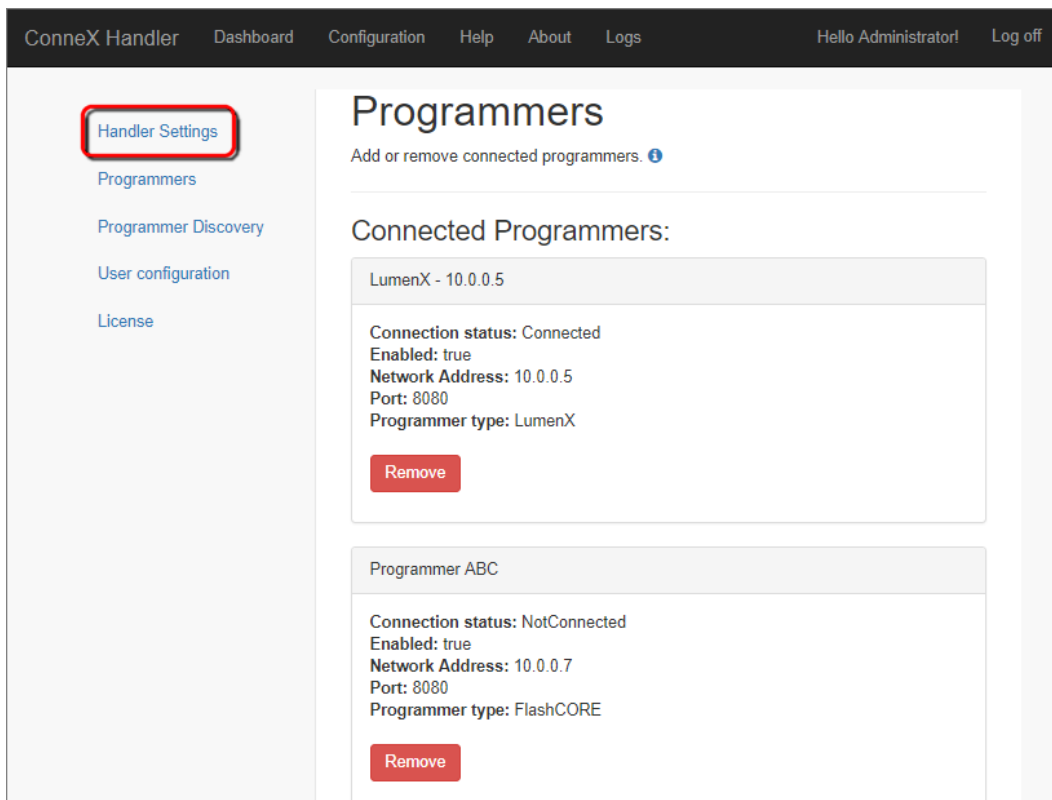 ConneX Handler Dashboard Configuration Help About Logs Hello Administrator! Log off
Handler Settings
Programmers
Programmer Discovery
User configuration
License
Programmers
Add or remove connected programmers.
Connected Programmers:
LumenX - 10.0.0.5
Connection status: Connected
Enabled: true
Network Address: 10.0.0.5
Port: 8080
Programmer type: LumenX
Remove
Programmer ABC
Connection status: NotConnected
Enabled: true
Network Address: 10.0.0.7
Port: 8080
Programmer type: FlashCORE
Remove